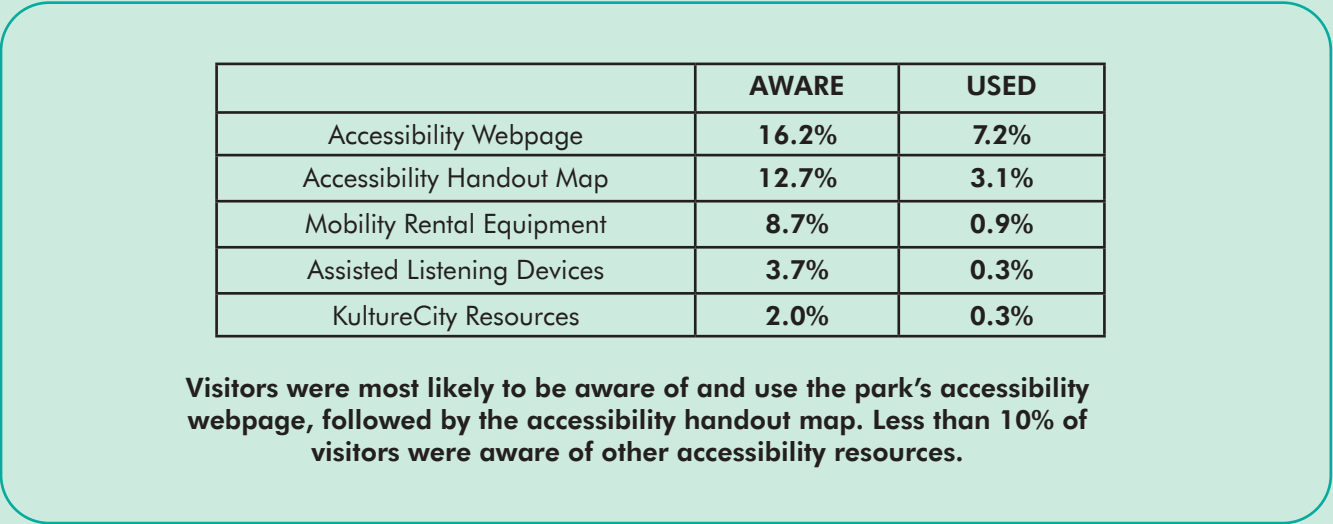 AWARE USED
Accessibility Webpage 16.2% 7.2%
Accessibility Handout Map 12.7% 3.1%
Mobility Rental Equipment 8.7% 0.9%
Assisted Listening Devices 3.7% 0.3%
KultureCity Resources 2.0% 0.3%
Visitors were most likely to be aware of and use the park’s accessibility
webpage, followed by the accessibility handout map. Less than 10% of
visitors were aware of other accessibility resources.